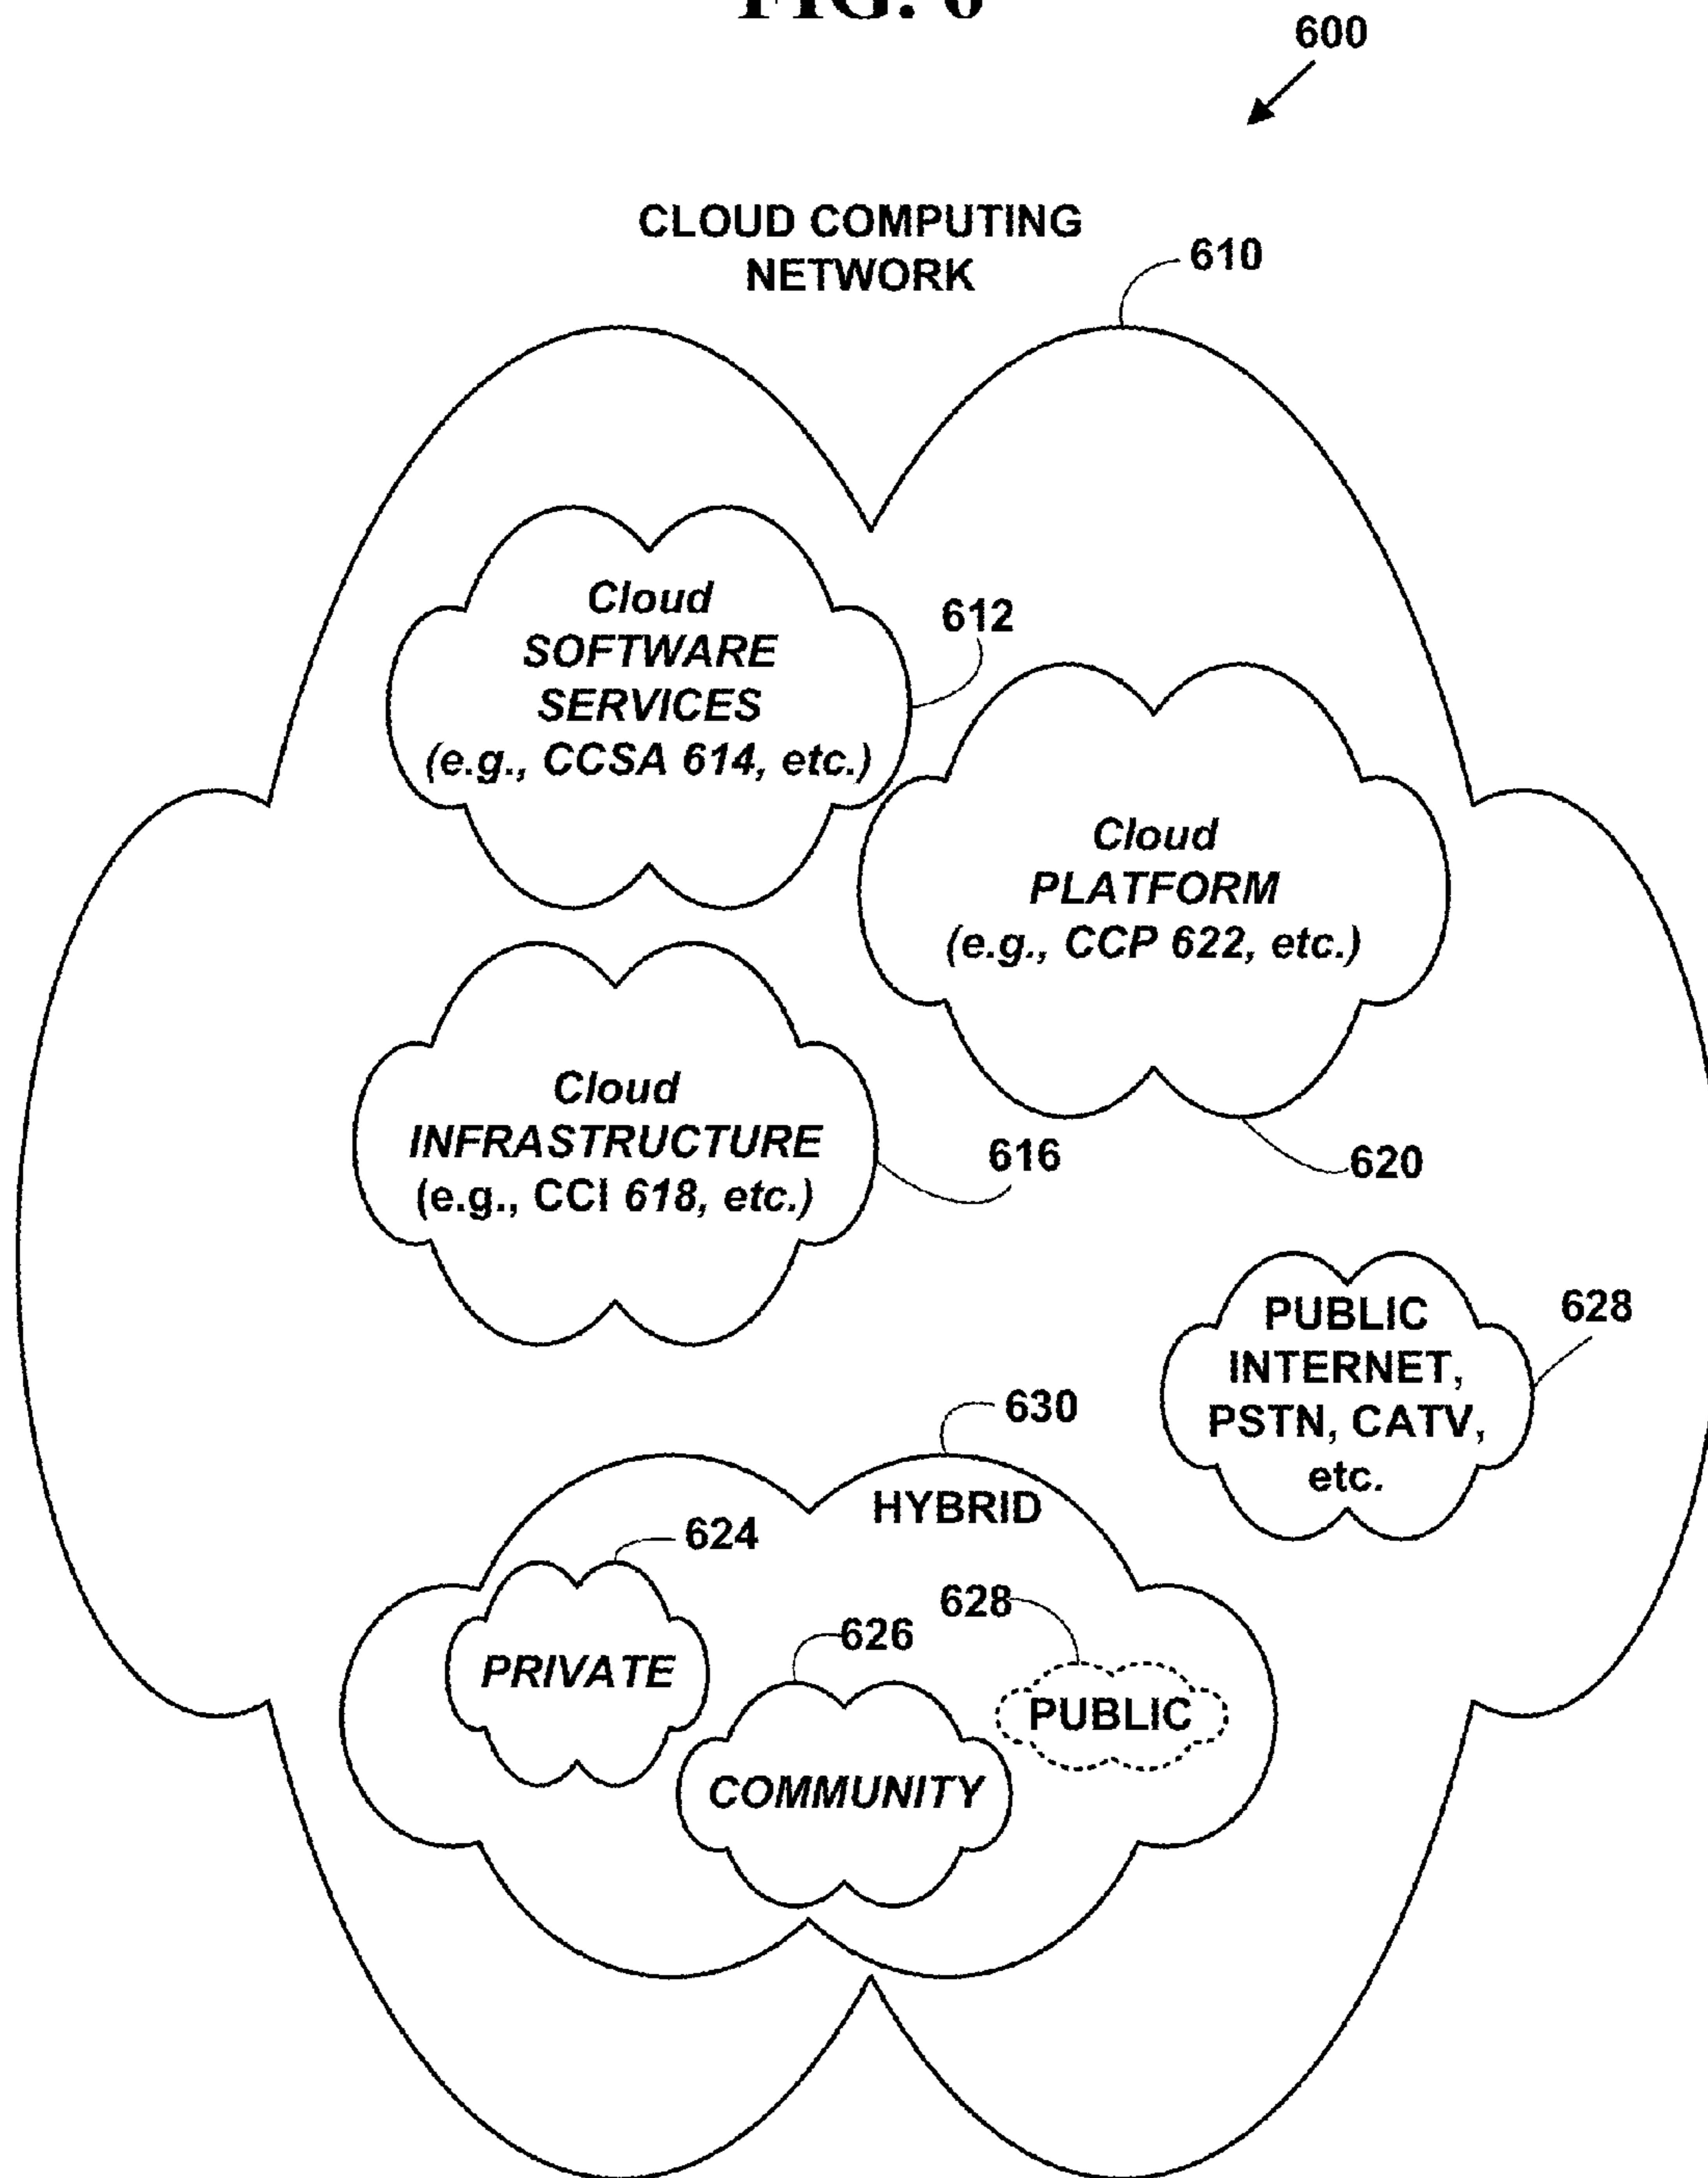 FIG. 6
600
CLOUD COMPUTING
NETWORK
610
Cloud
SOFTWARE
SERVICES
(e.g., CCSA 614, etc.)
612
Cloud
PLATFORM
(e.g., CCP 622, etc.)
620
Cloud
INFRASTRUCTURE
(e.g., CCI 618, etc.)
616
PUBLIC
INTERNET,
PSTN, CATV,
etc.
628
630
HYBRID
624
PRIVATE
626
COMMUNITY
628
PUBLIC